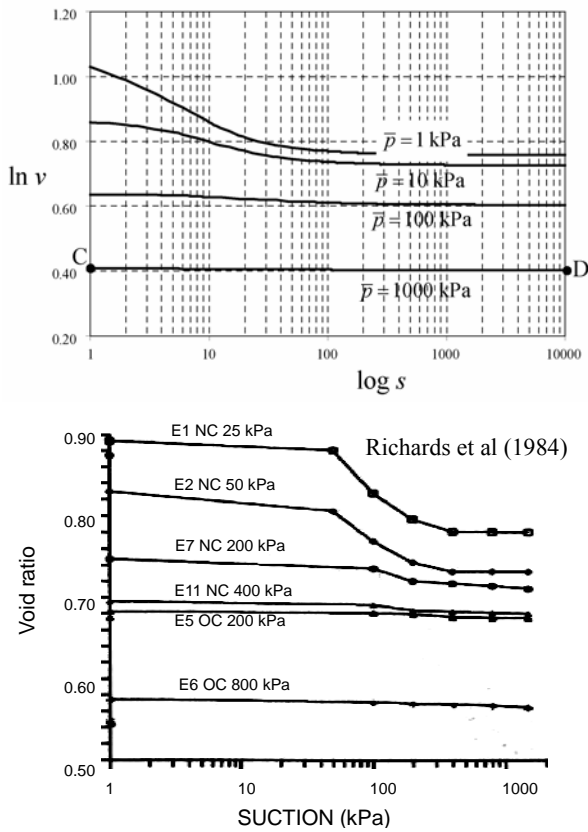 1.20
1.00
p̄ = 1 kPa
0.80
ln v
p̄ = 10 kPa
0.60
p̄ = 100 kPa
C
D
0.40
p̄ = 1000 kPa
0.20
1 10 100 1000 10000
log s
0.90
E1 NC 25 kPa
Richards et al (1984)
E2 NC 50 kPa
0.80
E7 NC 200 kPa
Void ratio
E11 NC 400 kPa
0.70
E5 OC 200 kPa
E6 OC 800 kPa
0.60
0.50
1 10 100 1000
SUCTION (kPa)